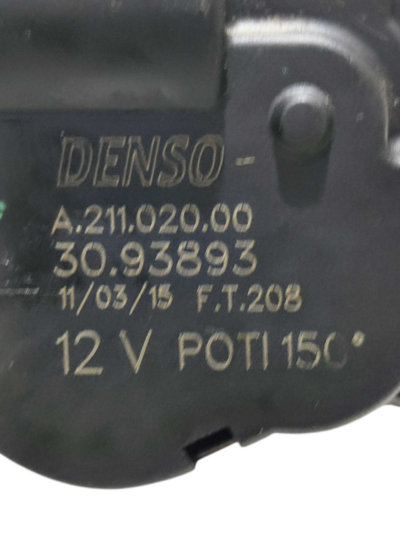 DENSO-
A.211.020.00
30.93893
11/03/15 F.T.208
12 V POTI 150°